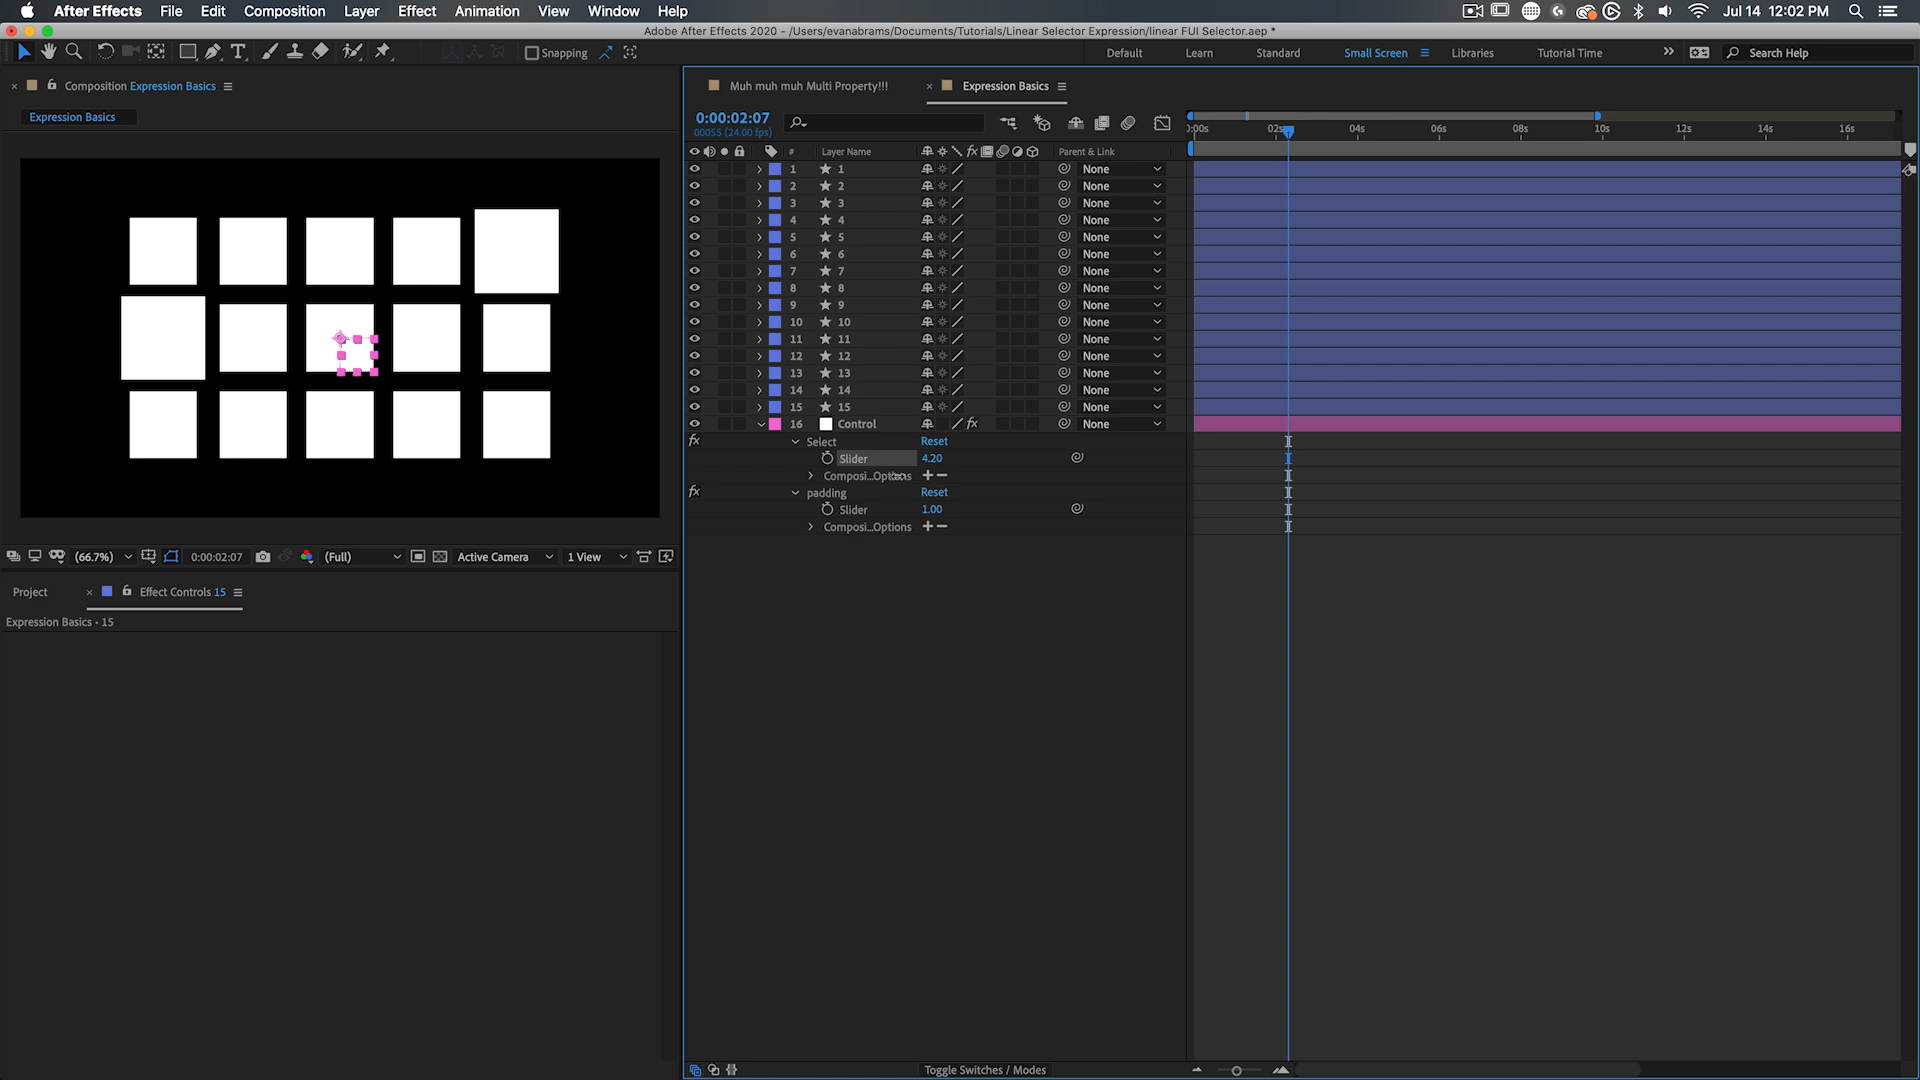 After Effects File Edit Composition Layer Effect Animation View Window Help Jul 14 12:02 PM
Adobe After Effects 2020 - /Users/evanabrams/Documents/Tutorials/Linear Selector Expression/linear FUI Selector.aep *
Snapping Default Learn Standard Small Screen Libraries Tutorial Time Search Help
Composition Expression Basics
Expression Basics
Muh muh muh Multi Property!!! Expression Basics
0:00:02:07
00055 (24.00 fps)
0:00s 02s 04s 06s 08s 10s 12s 14s 16s
# Layer Name Parent & Link
1 1 None
2 2 None
3 3 None
4 4 None
5 5 None
6 6 None
7 7 None
8 8 None
9 9 None
10 10 None
11 11 None
12 12 None
13 13 None
14 14 None
15 15 None
16 Control None
Select Reset
Slider 4.20
Composi...Options
padding Reset
Slider 1.00
Composi...Options
(66.7%) 0:00:02:07 (Full) Active Camera 1 View
Project Effect Controls 15
Expression Basics • 15
Toggle Switches / Modes